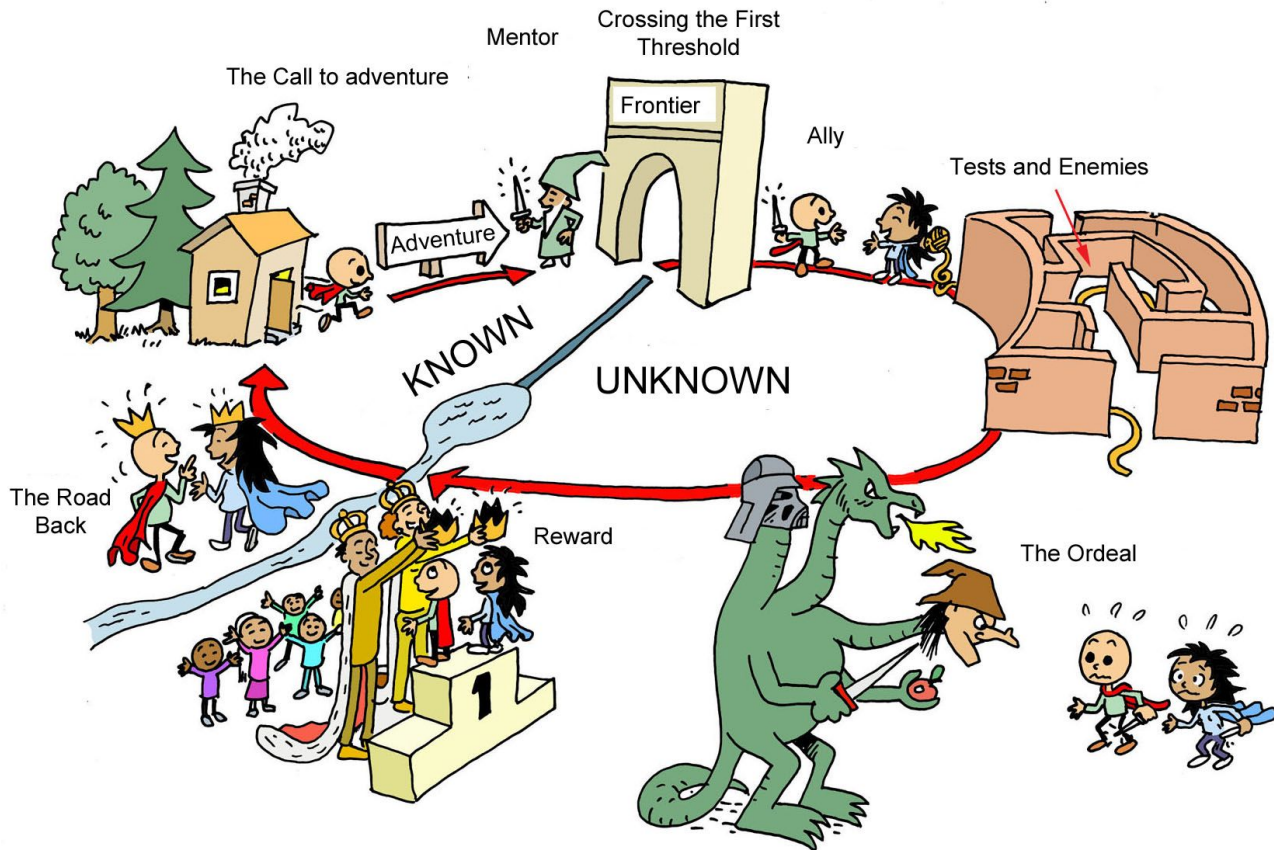 Crossing the First
Threshold
Mentor
The Call to adventure
Frontier
Ally
Tests and Enemies
Adventure
KNOWN
UNKNOWN
The Road
Back
Reward
The Ordeal
1